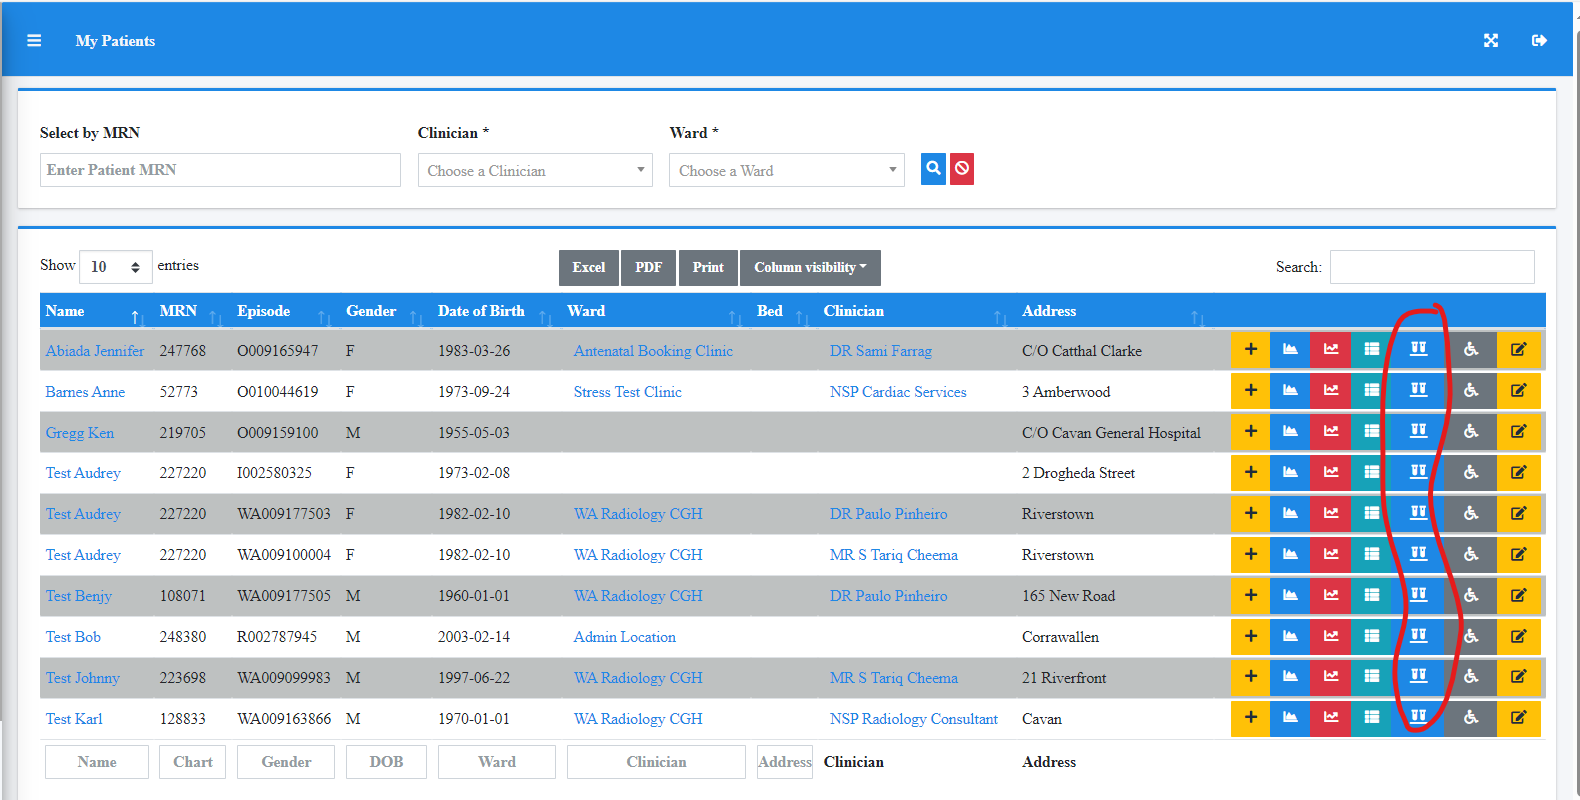 My Patients
Select by MRN Clinician * Ward *
Enter Patient MRN Choose a Clinician Choose a Ward
Show 10 entries Excel PDF Print Column visibility Search:
Name MRN Episode Gender Date of Birth Ward Bed Clinician Address
Abiada Jennifer 247768 O009165947 F 1983-03-26 Antenatal Booking Clinic DR Sami Farrag C/O Catthal Clarke
Barnes Anne 52773 O010044619 F 1973-09-24 Stress Test Clinic NSP Cardiac Services 3 Amberwood
Gregg Ken 219705 O009159100 M 1955-05-03 C/O Cavan General Hospital
Test Audrey 227220 I002580325 F 1973-02-08 2 Drogheda Street
Test Audrey 227220 WA009177503 F 1982-02-10 WA Radiology CGH DR Paulo Pinheiro Riverstown
Test Audrey 227220 WA009100004 F 1982-02-10 WA Radiology CGH MR S Tariq Cheema Riverstown
Test Benjy 108071 WA009177505 M 1960-01-01 WA Radiology CGH DR Paulo Pinheiro 165 New Road
Test Bob 248380 R002787945 M 2003-02-14 Admin Location Corrawallen
Test Johnny 223698 WA009099983 M 1997-06-22 WA Radiology CGH MR S Tariq Cheema 21 Riverfront
Test Karl 128833 WA009163866 M 1970-01-01 WA Radiology CGH NSP Radiology Consultant Cavan
Name Chart Gender DOB Ward Clinician Address Clinician Address